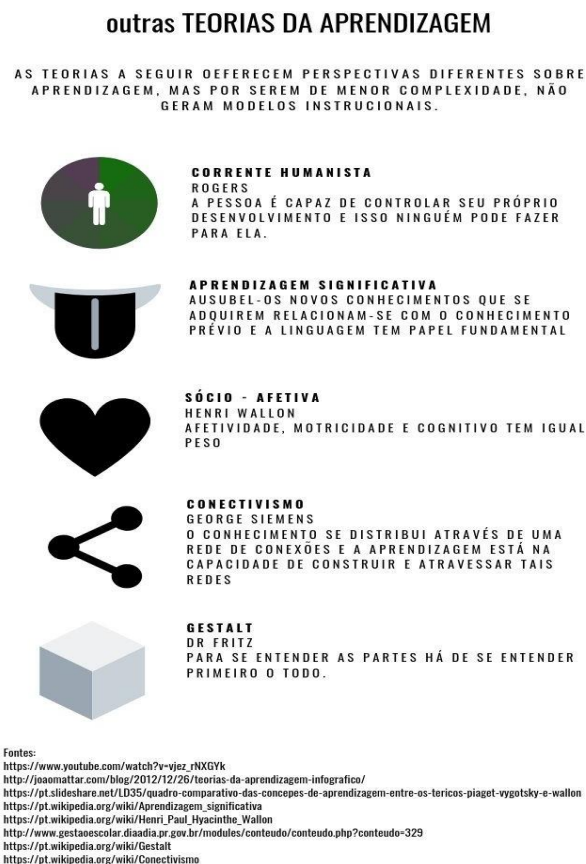 outras TEORIAS DA APRENDIZAGEM
AS TEORIAS A SEGUIR OEFERECEM PERSPECTIVAS DIFERENTES SOBRE
APRENDIZAGEM, MAS POR SEREM DE MENOR COMPLEXIDADE, NÃO
GERAM MODELOS INSTRUCIONAIS.
CORRENTE HUMANISTA
ROGERS
A PESSOA É CAPAZ DE CONTROLAR SEU PRÓPRIO
DESENVOLVIMENTO E ISSO NINGUÉM PODE FAZER
PARA ELA.
APRENDIZAGEM SIGNIFICATIVA
AUSUBEL-OS NOVOS CONHECIMENTOS QUE SE
ADQUIREM RELACIONAM-SE COM O CONHECIMENTO
PRÉVIO E A LINGUAGEM TEM PAPEL FUNDAMENTAL
SÓCIO - AFETIVA
HENRI WALLON
AFETIVIDADE, MOTRICIDADE E COGNITIVO TEM IGUAL
PESO
CONECTIVISMO
GEORGE SIEMENS
O CONHECIMENTO SE DISTRIBUI ATRAVÉS DE UMA
REDE DE CONEXÕES E A APRENDIZAGEM ESTÁ NA
CAPACIDADE DE CONSTRUIR E ATRAVESSAR TAIS
REDES
GESTALT
DR FRITZ
PARA SE ENTENDER AS PARTES HÁ DE SE ENTENDER
PRIMEIRO O TODO.
Fontes:
https://www.youtube.com/watch?v=vjez_rNXGYk
http://joaomattar.com/blog/2012/12/26/teorias-da-aprendizagem-infografico/
https://pt.slideshare.net/LD35/quadro-comparativo-das-concepes-de-aprendizagem-entre-os-tericos-piaget-vygotsky-e-wallon
https://pt.wikipedia.org/wiki/Aprendizagem_significativa
https://pt.wikipedia.org/wiki/Henri_Paul_Hyacinthe_Wallon
http://www.gestaoescolar.diaadia.pr.gov.br/modules/conteudo/conteudo.php?conteudo=329
https://pt.wikipedia.org/wiki/Gestalt
https://pt.wikipedia.org/wiki/Conectivismo